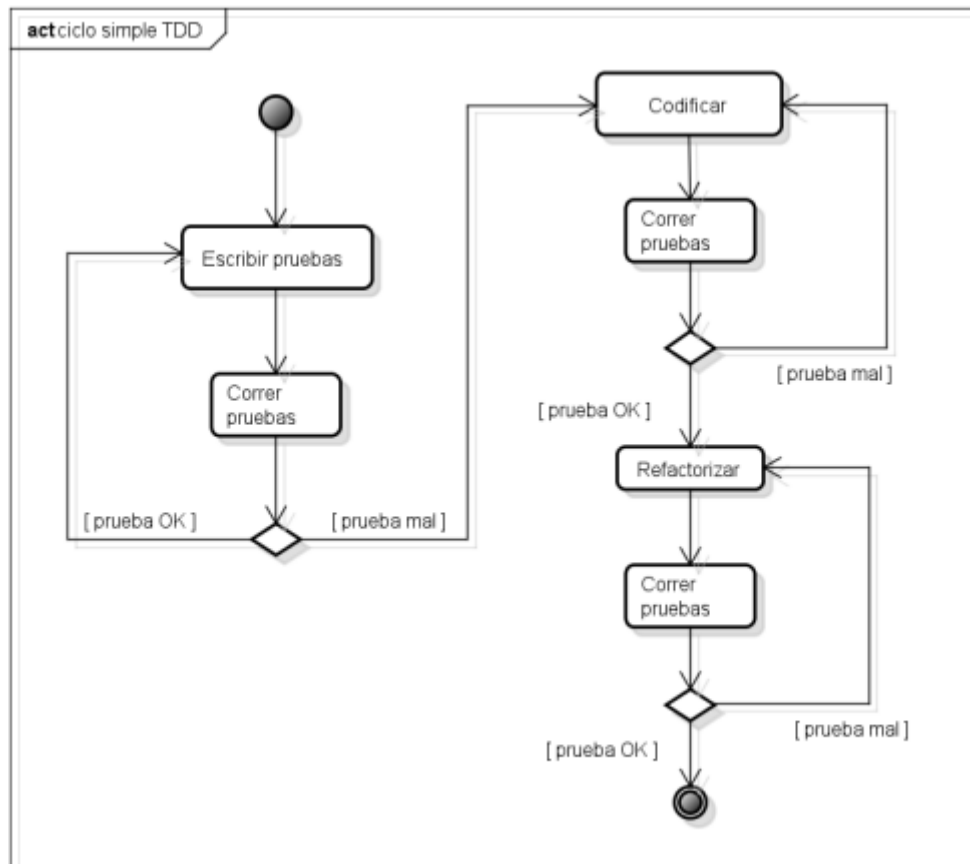 act ciclo simple TDD
Escribir pruebas
Correr
pruebas
[ prueba OK ]
[ prueba mal ]
Codificar
Correr
pruebas
[ prueba mal ]
[ prueba OK ]
Refactorizar
Correr
pruebas
[ prueba mal ]
[ prueba OK ]